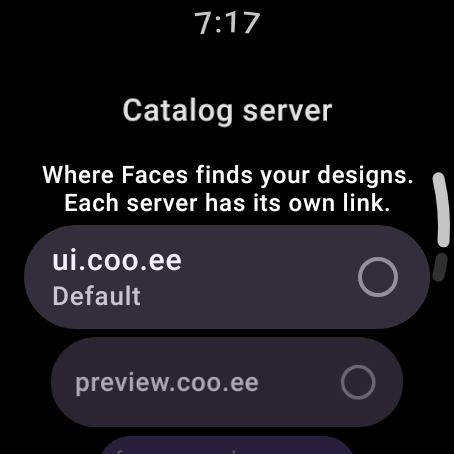 7:17
Catalog server
Where Faces finds your designs.
Each server has its own link.
ui.coo.ee
Default
preview.coo.ee